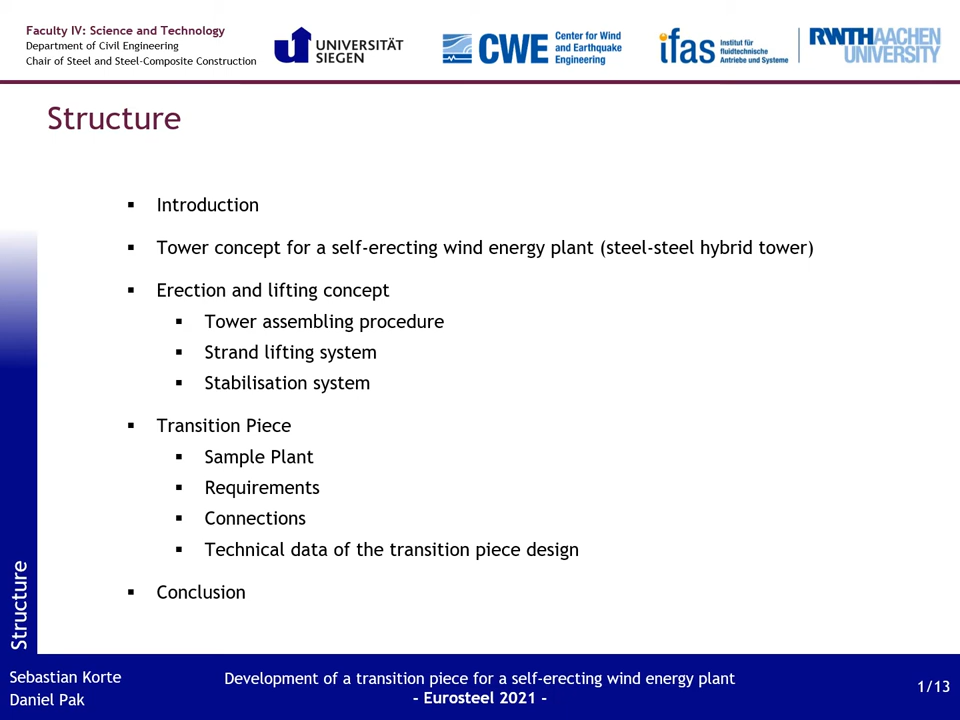 Faculty IV: Science and Technology
Department of Civil Engineering
Chair of Steel and Steel-Composite Construction
UNIVERSITÄT
SIEGEN
CWE
Center for Wind
and Earthquake
Engineering
ifas
Institut für
fluidtechnische
Antriebe und Systeme
RWTHAACHEN
UNIVERSITY
Structure
▪ Introduction
▪ Tower concept for a self-erecting wind energy plant (steel-steel hybrid tower)
▪ Erection and lifting concept
▪ Tower assembling procedure
▪ Strand lifting system
▪ Stabilisation system
▪ Transition Piece
▪ Sample Plant
▪ Requirements
▪ Connections
▪ Technical data of the transition piece design
▪ Conclusion
Structure
Sebastian Korte
Daniel Pak
Development of a transition piece for a self-erecting wind energy plant
- Eurosteel 2021 -
1/13